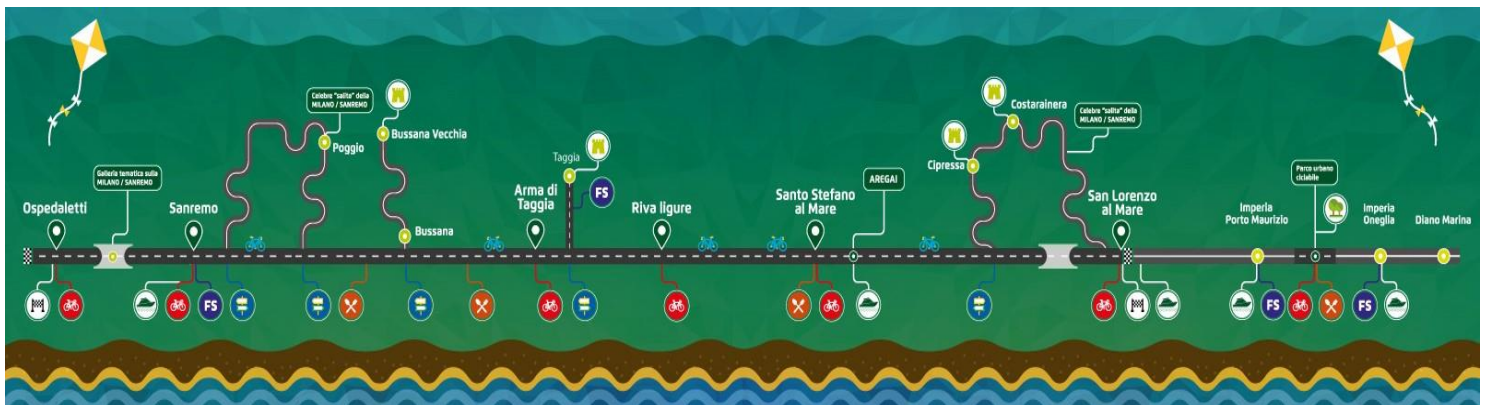 Ospedaletti
Galleria tematica sulla
MILANO / SANREMO
Sanremo
Celebre "salita" della
MILANO / SANREMO
Poggio
Bussana Vecchia
Bussana
Arma di
Taggia
Taggia
FS
Riva ligure
Santo Stefano
al Mare
AREGAI
Cipressa
Costarainera
Celebre "salita" della
MILANO / SANREMO
San Lorenzo
al Mare
Imperia
Porto Maurizio
Parco urbano
ciclabile
Imperia
Oneglia
Diano Marina
FS
FS
FS